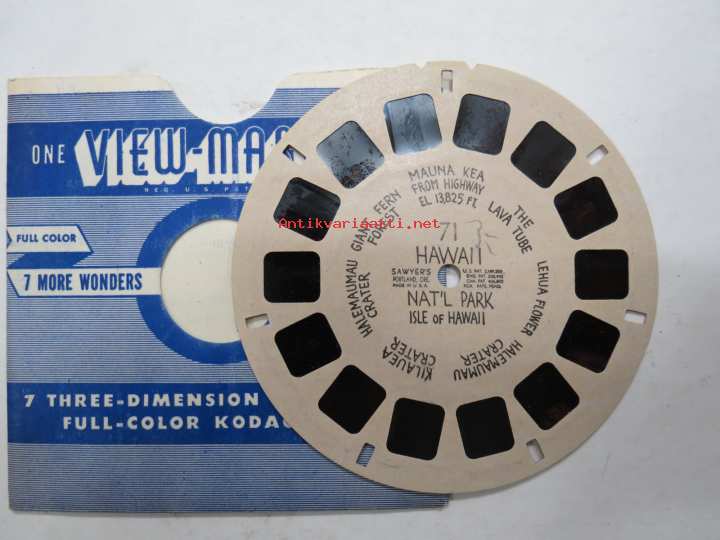 ONE VIEW-MA
REG. U.S. PAT
FULL COLOR
7 MORE WONDERS
7 THREE-DIMENSION
FULL-COLOR KODAC
MAUNA KEA
FROM HIGHWAY
EL 13,825 FT.
THE
LAVA TUBE
LEHUA FLOWER
HALEMAUMAU
CRATER
KILAUEA
CRATER
HALEMAUMAU
CRATER
GIANT FERN
FOREST
71
HAWAII
SAWYER'S
PORTLAND, ORE.
MADE IN U.S.A.
NAT'L PARK
ISLE OF HAWAII
Antikvariaatti.net